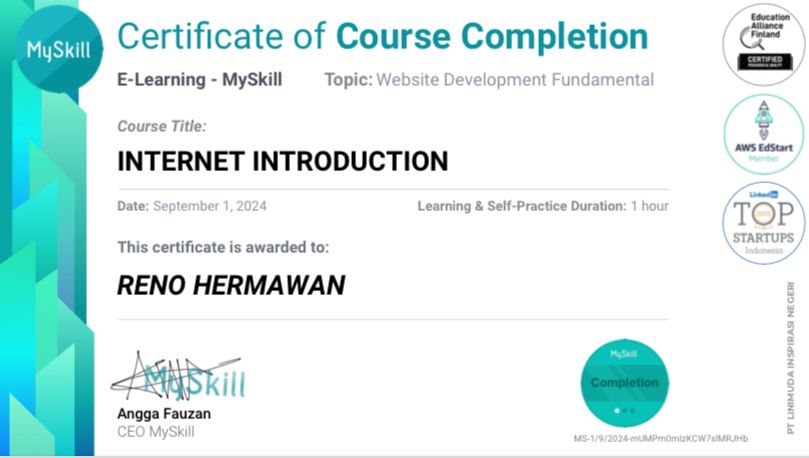 MySkill
Certificate of Course Completion
E-Learning - MySkill Topic: Website Development Fundamental
Course Title:
INTERNET INTRODUCTION
Date: September 1, 2024 Learning & Self-Practice Duration: 1 hour
This certificate is awarded to:
RENO HERMAWAN
MySkill
Angga Fauzan
CEO MySkill
MySkill
Completion
MS-1/9/2024-mUMPm0mIzKCW7slMRJHb
Education
Alliance
Finland
CERTIFIED
PEDAGOGICAL QUALITY
AWS EdStart
Member
LinkedIn
TOP
STARTUPS
Indonesia
PT LINIMUDA INSPIRASI NEGERI